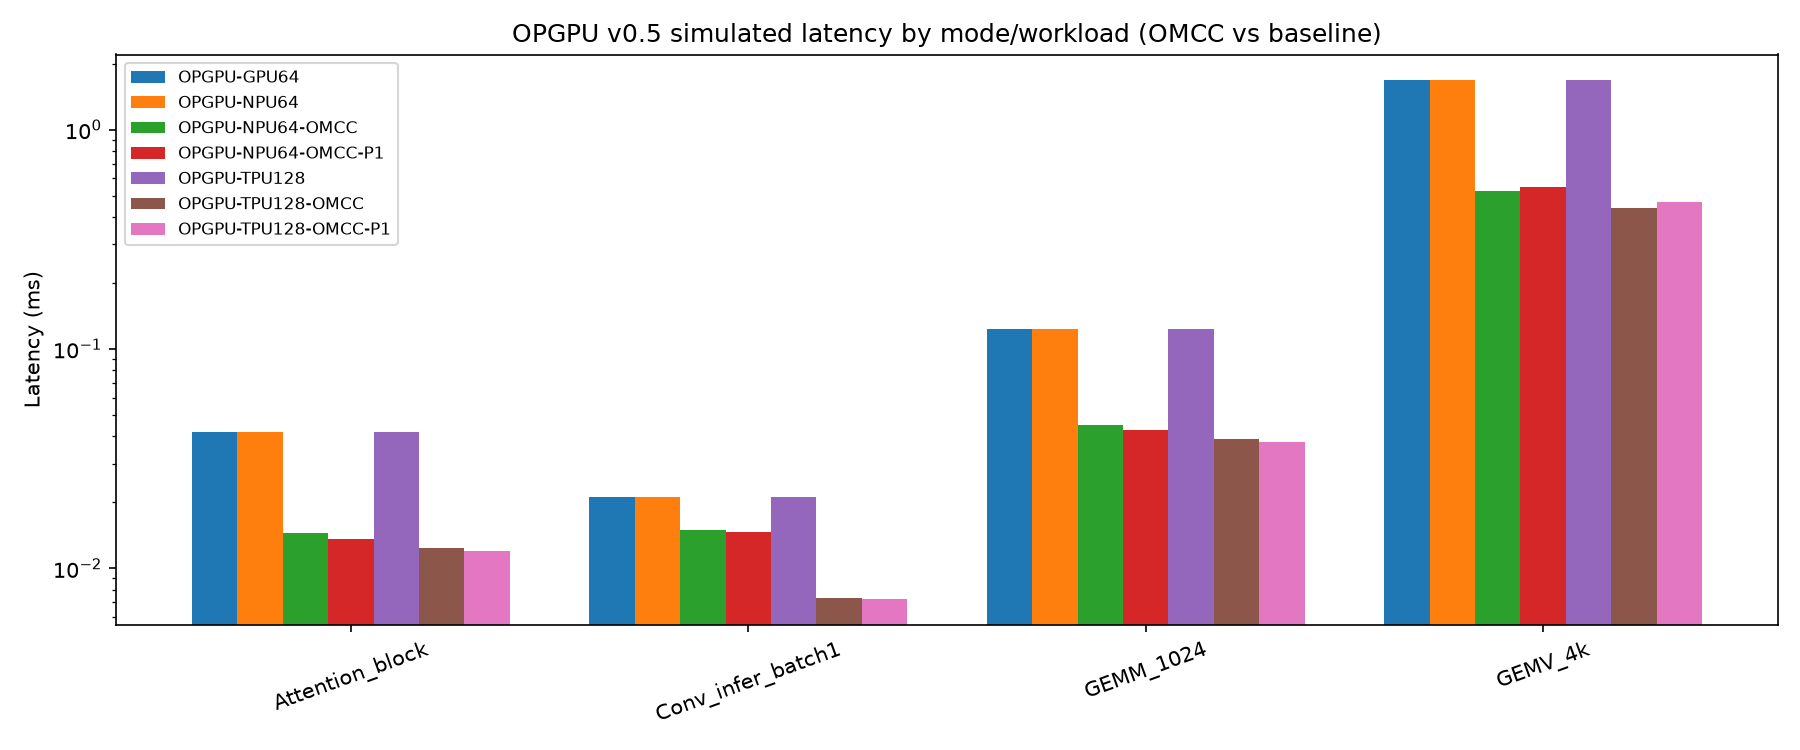 OPGPU v0.5 simulated latency by mode/workload (OMCC vs baseline)
OPGPU-GPU64
OPGPU-NPU64
OPGPU-NPU64-OMCC
OPGPU-NPU64-OMCC-P1
OPGPU-TPU128
OPGPU-TPU128-OMCC
OPGPU-TPU128-OMCC-P1
Latency (ms)
10⁰
10⁻¹
10⁻²
Attention_block
Conv_infer_batch1
GEMM_1024
GEMV_4k